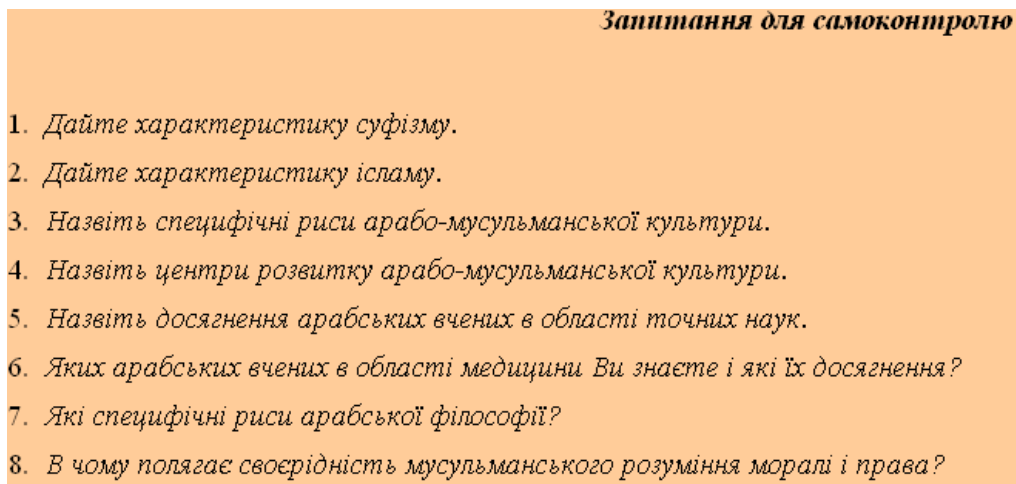 Запитання для самоконтролю
1. Дайте характеристику суфізму.
2. Дайте характеристику ісламу.
3. Назвіть специфічні риси арабо-мусульманської культури.
4. Назвіть центри розвитку арабо-мусульманської культури.
5. Назвіть досягнення арабських вчених в області точних наук.
6. Яких арабських вчених в області медицини Ви знаєте і які їх досягнення?
7. Які специфічні риси арабської філософії?
8. В чому полягає своєрідність мусульманського розуміння моралі і права?